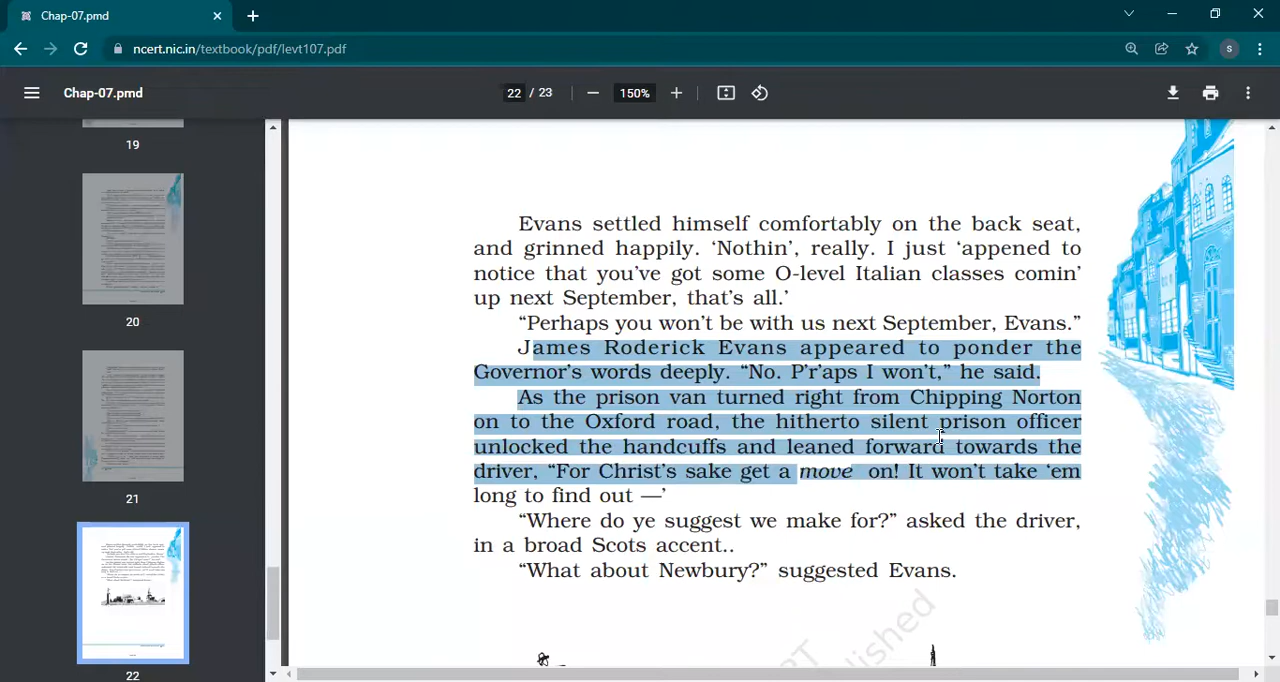 Chap-07.pmd
ncert.nic.in/textbook/pdf/levt107.pdf
s
Chap-07.pmd
22 / 23
150%
19
20
21
22
Evans settled himself comfortably on the back seat,
and grinned happily. ‘Nothin’, really. I just ‘appened to
notice that you’ve got some O-level Italian classes comin’
up next September, that’s all.’
“Perhaps you won’t be with us next September, Evans.”
James Roderick Evans appeared to ponder the
Governor’s words deeply. “No. P’r’aps I won’t,” he said.
As the prison van turned right from Chipping Norton
on to the Oxford road, the hitherto silent prison officer
unlocked the handcuffs and leaned forward towards the
driver, “For Christ’s sake get a move on! It won’t take ‘em
long to find out —’
“Where do ye suggest we make for?” asked the driver,
in a broad Scots accent..
“What about Newbury?” suggested Evans.